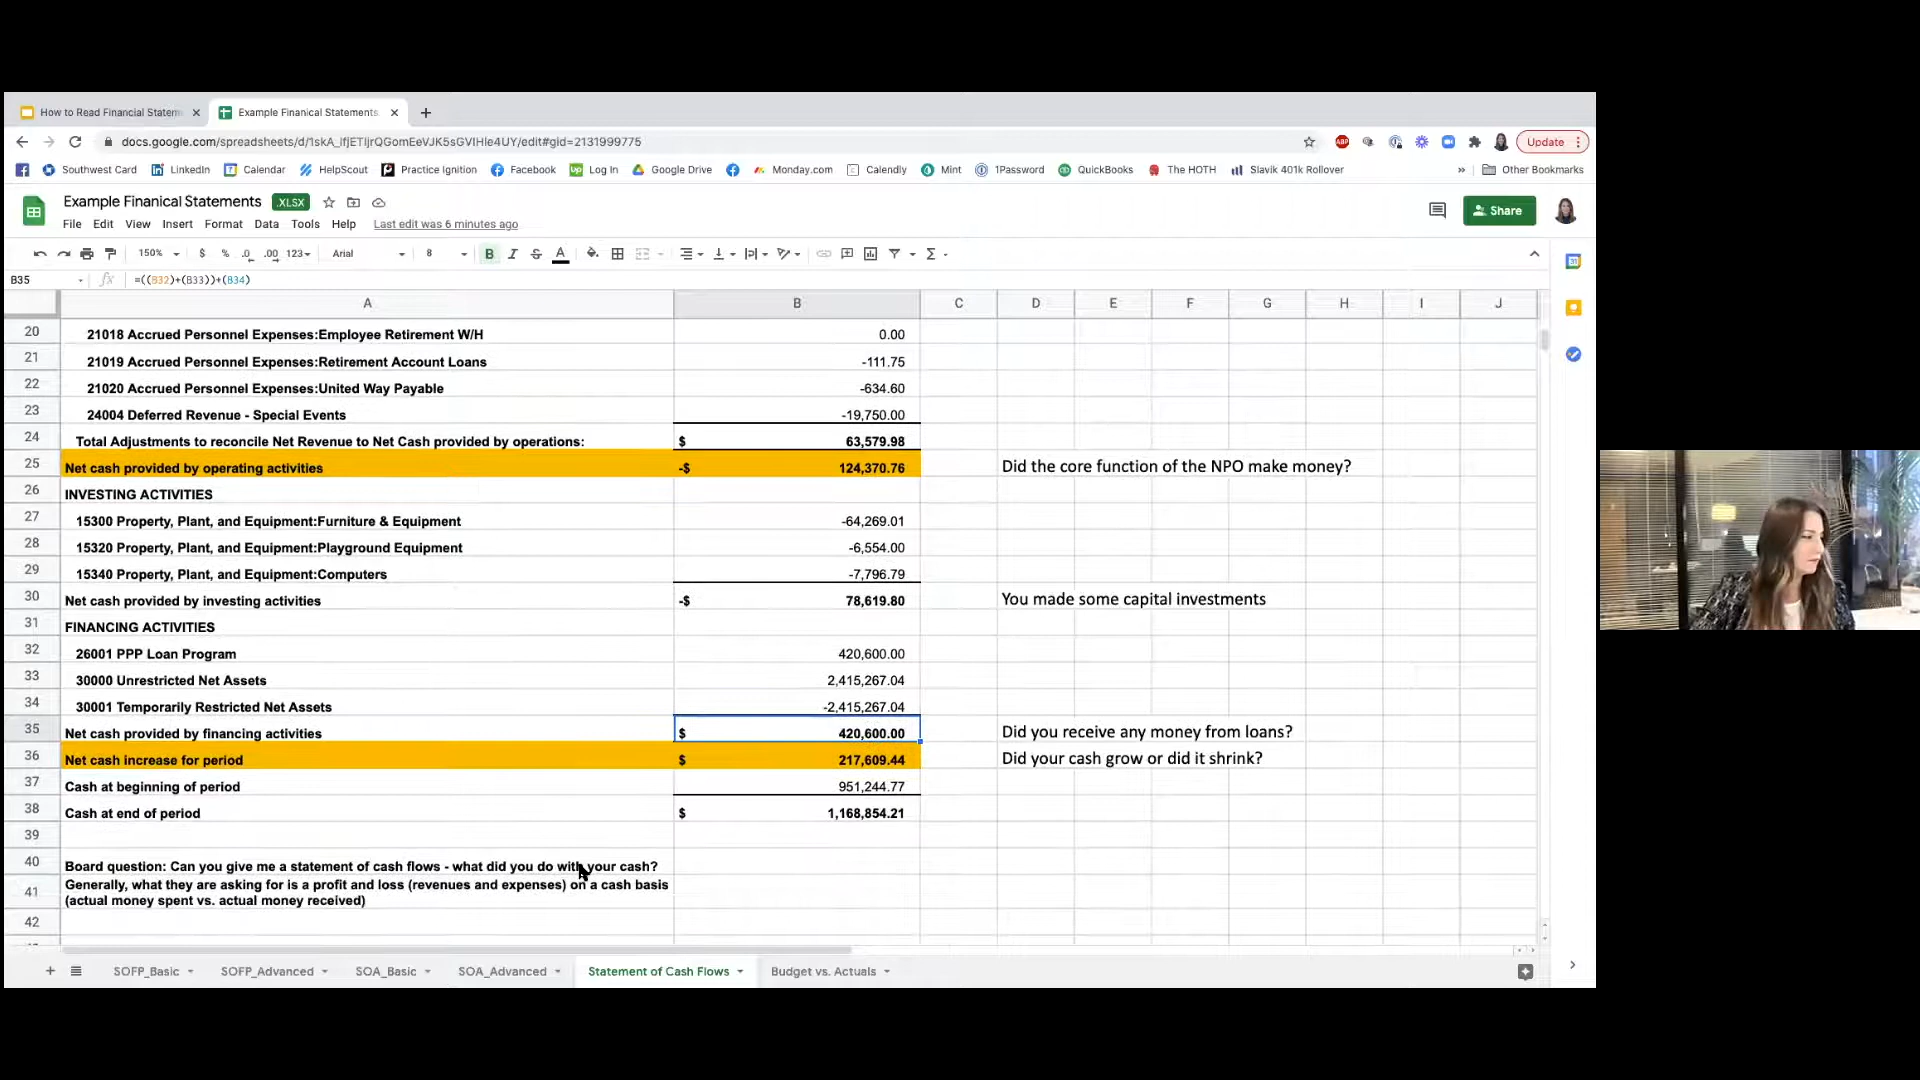 How to Read Financial Statem
Example Finanical Statements
docs.google.com/spreadsheets/d/1skA_lfjETIjrQGomEeVJK5sGVIHle4UY/edit#gid=2131999775
Update
Southwest Card LinkedIn Calendar HelpScout Practice Ignition Facebook Log In Google Drive Monday.com Calendly Mint 1Password QuickBooks The HOTH Slavik 401k Rollover » Other Bookmarks
Example Finanical Statements .XLSX
Share
File Edit View Insert Format Data Tools Help Last edit was 6 minutes ago
150% $ % .0 .00 123 Arial 8 B I S A Σ
B35 fx =((B32)+(B33))+(B34)
A B C D E F G H I J
20 21018 Accrued Personnel Expenses:Employee Retirement W/H 0.00
21 21019 Accrued Personnel Expenses:Retirement Account Loans -111.75
22 21020 Accrued Personnel Expenses:United Way Payable -634.60
23 24004 Deferred Revenue - Special Events -19,750.00
24 Total Adjustments to reconcile Net Revenue to Net Cash provided by operations: $ 63,579.98
25 Net cash provided by operating activities -$ 124,370.76 Did the core function of the NPO make money?
26 INVESTING ACTIVITIES
27 15300 Property, Plant, and Equipment:Furniture & Equipment -64,269.01
28 15320 Property, Plant, and Equipment:Playground Equipment -6,554.00
29 15340 Property, Plant, and Equipment:Computers -7,796.79
30 Net cash provided by investing activities -$ 78,619.80 You made some capital investments
31 FINANCING ACTIVITIES
32 26001 PPP Loan Program 420,600.00
33 30000 Unrestricted Net Assets 2,415,267.04
34 30001 Temporarily Restricted Net Assets -2,415,267.04
35 Net cash provided by financing activities $ 420,600.00 Did you receive any money from loans?
36 Net cash increase for period $ 217,609.44 Did your cash grow or did it shrink?
37 Cash at beginning of period 951,244.77
38 Cash at end of period $ 1,168,854.21
39
40 Board question: Can you give me a statement of cash flows - what did you do with your cash?
41 Generally, what they are asking for is a profit and loss (revenues and expenses) on a cash basis
(actual money spent vs. actual money received)
42
SOFP_Basic SOFP_Advanced SOA_Basic SOA_Advanced Statement of Cash Flows Budget vs. Actuals